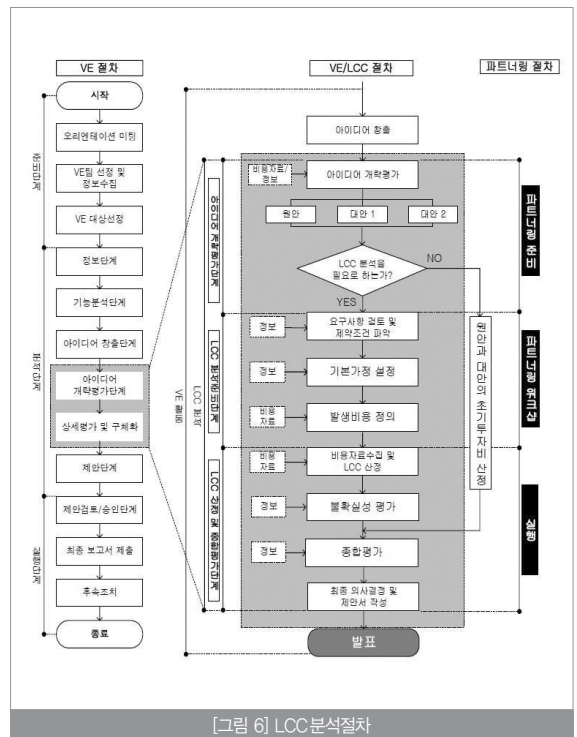 VE 절차
시작
오리엔테이션 미팅
VE팀 선정 및
정보수집
VE 대상선정
정보단계
기능분석단계
아이디어 창출단계
아이디어
개략평가단계
상세평가 및 구체화
제안단계
제안검토/승인단계
최종 보고서 제출
후속조치
종료
준비단계
분석단계
실행단계
VE/LCC 절차
아이디어 창출
비용자료/
정보
아이디어 개략평가
원안
대안 1
대안 2
LCC 분석을
필요로 하는가?
NO
YES
정보
요구사항 검토 및
제약조건 파악
정보
기본가정 설정
비용
자료
발생비용 정의
비용
자료
비용자료수집 및
LCC 산정
정보
불확실성 평가
정보
종합평가
최종 의사결정 및
제안서 작성
발표
VE 활동
LCC 분석
아이디어 개략평가단계
LCC 분석준비단계
LCC 산정 및 종합평가단계
원안과 대안의 초기투자비 산정
파트너링 절차
파트너링 준비
파트너링 워크샵
실행
[그림 6] LCC분석절차